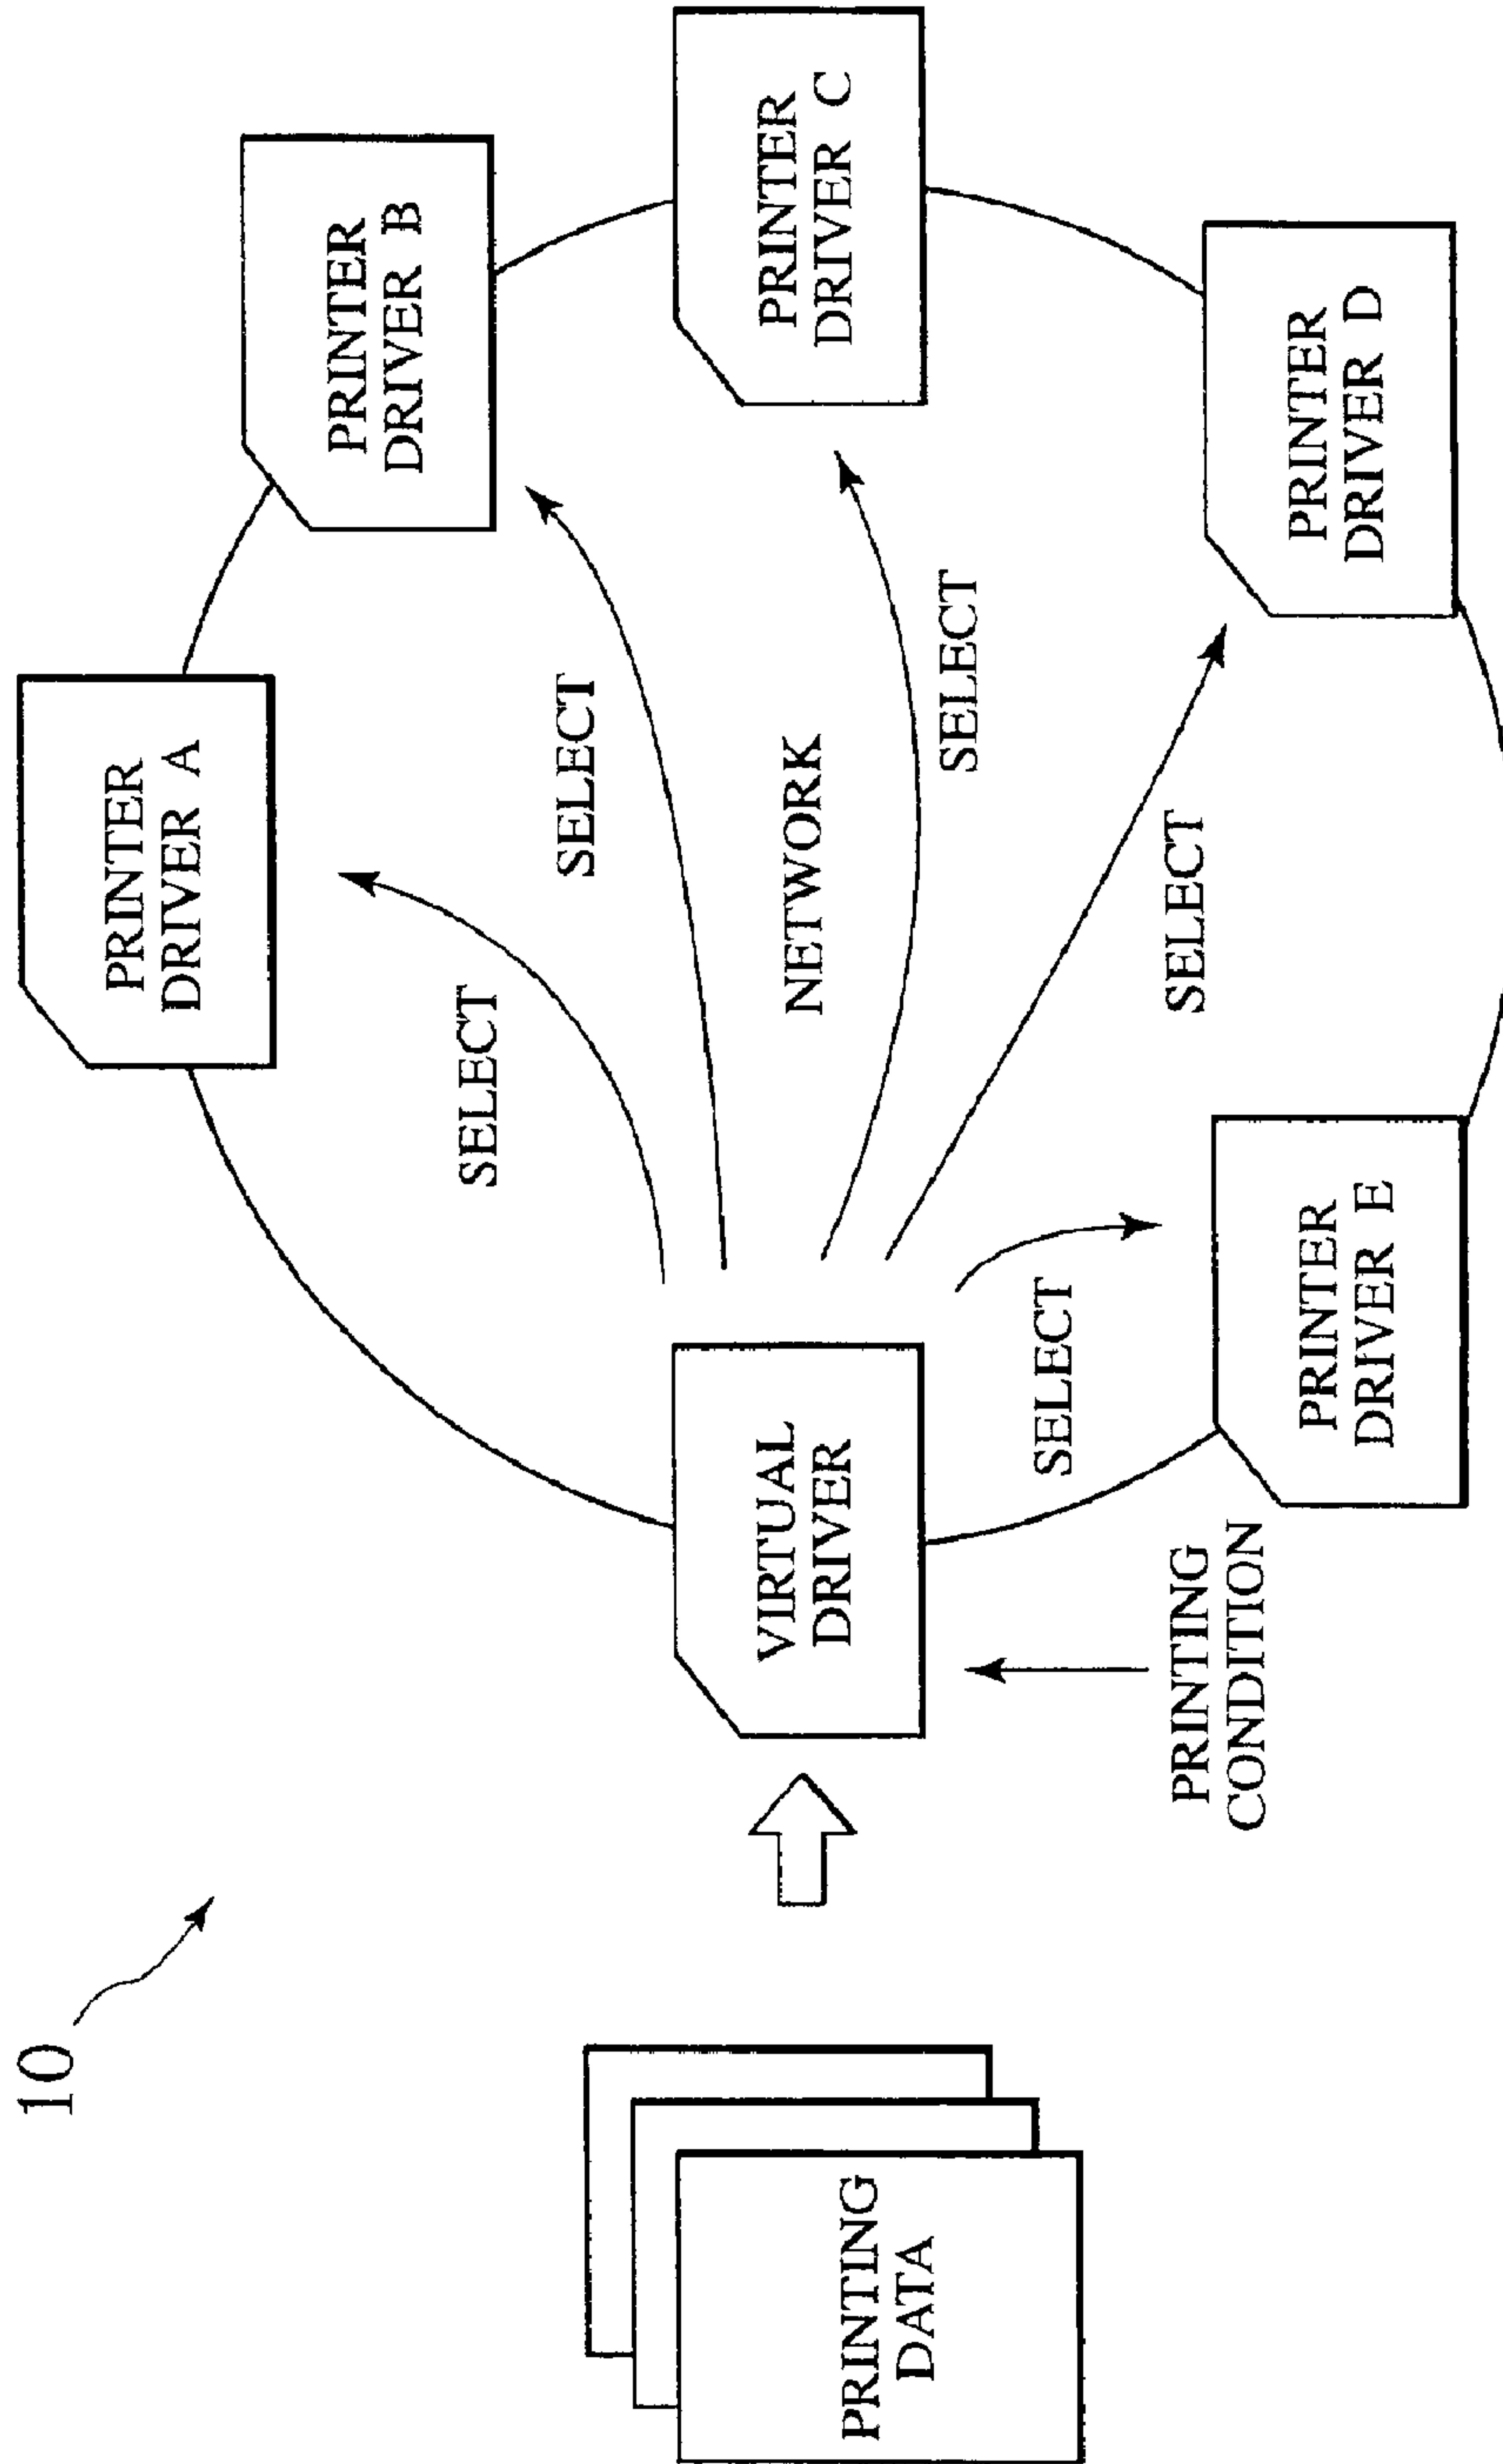 10
PRINTING
DATA
VIRTUAL
DRIVER
PRINTING
CONDITION
NETWORK
SELECT
PRINTER
DRIVER A
SELECT
PRINTER
DRIVER B
SELECT
PRINTER
DRIVER C
SELECT
PRINTER
DRIVER D
SELECT
PRINTER
DRIVER E